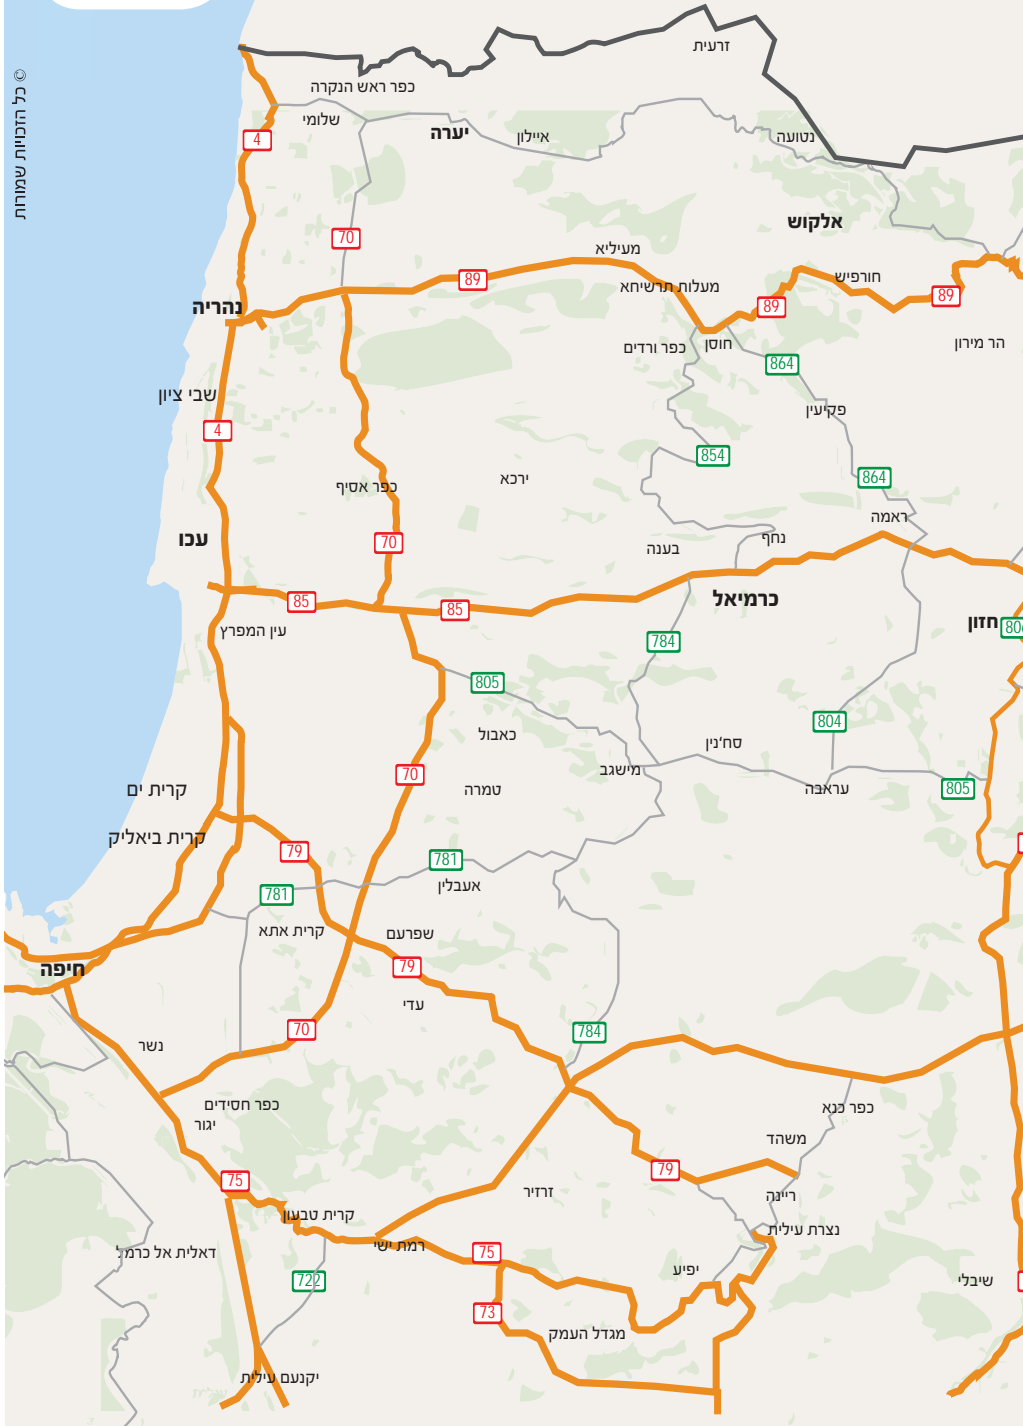 © כל הזכויות שמורות
זרעית
כפר ראש הנקרה
שלומי
יערה
איילון
נטועה
4
אלקוש
70
מעיליא
89
מעלות תרשיחא
חורפיש
89
89
נהריה
הר מירון
כפר ורדים
חוסן
864
שבי ציון
פקיעין
4
854
כפר אסיף
ירכא
864
ראמה
עכו
70
בענה
נחף
85
85
כרמיאל
חזון
806
עין המפרץ
784
805
804
כאבול
סח'נין
מישגב
70
קרית ים
טמרה
עראבה
805
קרית ביאליק
79
781
אעבלין
781
קרית אתא
שפרעם
79
חיפה
עדי
70
784
נשר
כפר חסידים
יגור
כפר כנא
משהד
75
79
זרזיר
ריינה
קרית טבעון
נצרת עילית
דאלית אל כרמל
רמת ישי
75
יפיע
722
שיבלי
73
מגדל העמק
יקנעם עילית